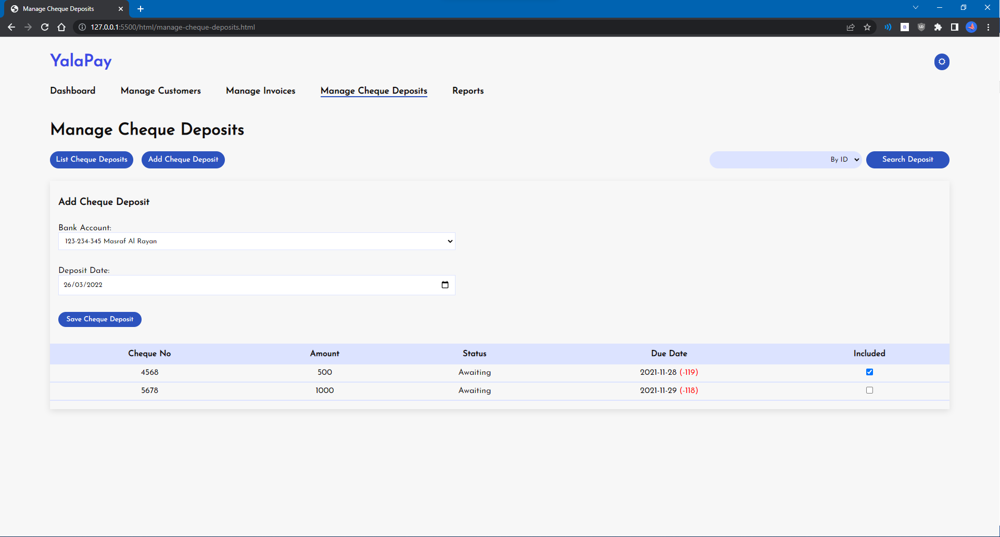 Manage Cheque Deposits
127.0.0.1:5500/html/manage-cheque-deposits.html
YalaPay
Dashboard Manage Customers Manage Invoices Manage Cheque Deposits Reports
Manage Cheque Deposits
List Cheque Deposits Add Cheque Deposit By ID Search Deposit
Add Cheque Deposit
Bank Account:
123-234-345 Masraf Al Rayan
Deposit Date:
26/03/2022
Save Cheque Deposit
Cheque No Amount Status Due Date Included
4568 500 Awaiting 2021-11-28 (-119)
5678 1000 Awaiting 2021-11-29 (-118)